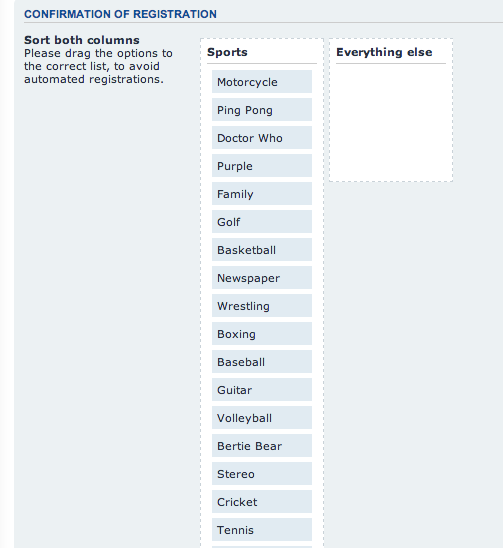 CONFIRMATION OF REGISTRATION
Sort both columns
Please drag the options to
the correct list, to avoid
automated registrations.
Sports
Motorcycle
Ping Pong
Doctor Who
Purple
Family
Golf
Basketball
Newspaper
Wrestling
Boxing
Baseball
Guitar
Volleyball
Bertie Bear
Stereo
Cricket
Tennis
Everything else